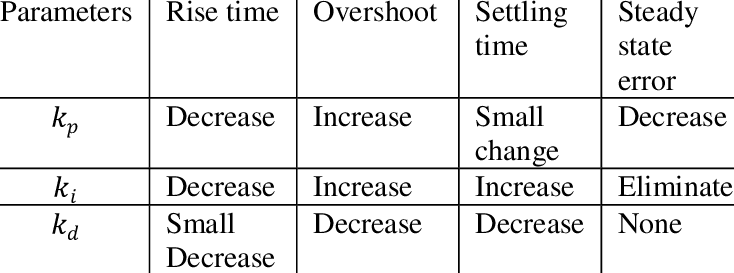 Parameters Rise time Overshoot Settling time Steady state error
k_p Decrease Increase Small change Decrease
k_i Decrease Increase Increase Eliminate
k_d Small Decrease Decrease Decrease None